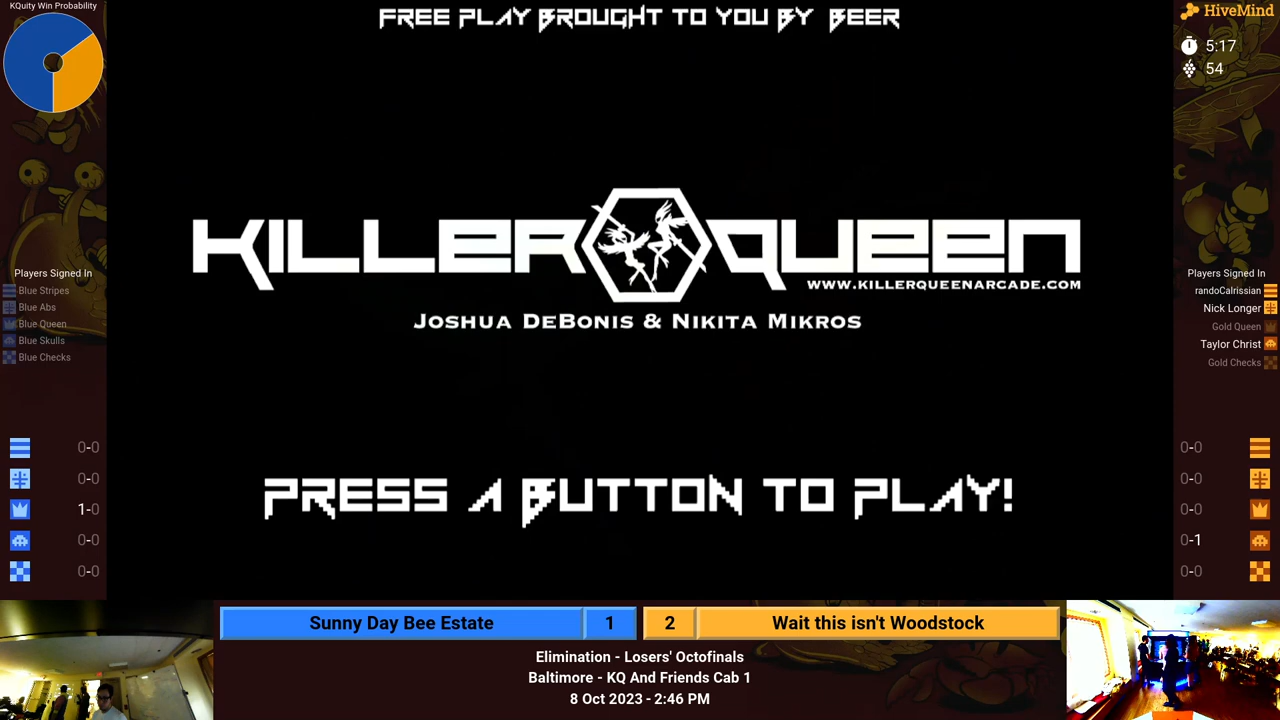 KQuity Win Probability
FREE PLAY BROUGHT TO YOU BY BEER
HiveMind
5:17
54
KILLER QUEEN
WWW.KILLERQUEENARCADE.COM
JOSHUA DEBONIS & NIKITA MIKROS
Players Signed In
Blue Stripes
Blue Abs
Blue Queen
Blue Skulls
Blue Checks
Players Signed In
randoCalrissian
Nick Longer
Gold Queen
Taylor Christ
Gold Checks
0-0
0-0
1-0
0-0
0-0
PRESS A BUTTON TO PLAY!
0-0
0-0
0-0
0-1
0-0
Sunny Day Bee Estate 1 2 Wait this isn't Woodstock
Elimination - Losers' Octofinals
Baltimore - KQ And Friends Cab 1
8 Oct 2023 - 2:46 PM